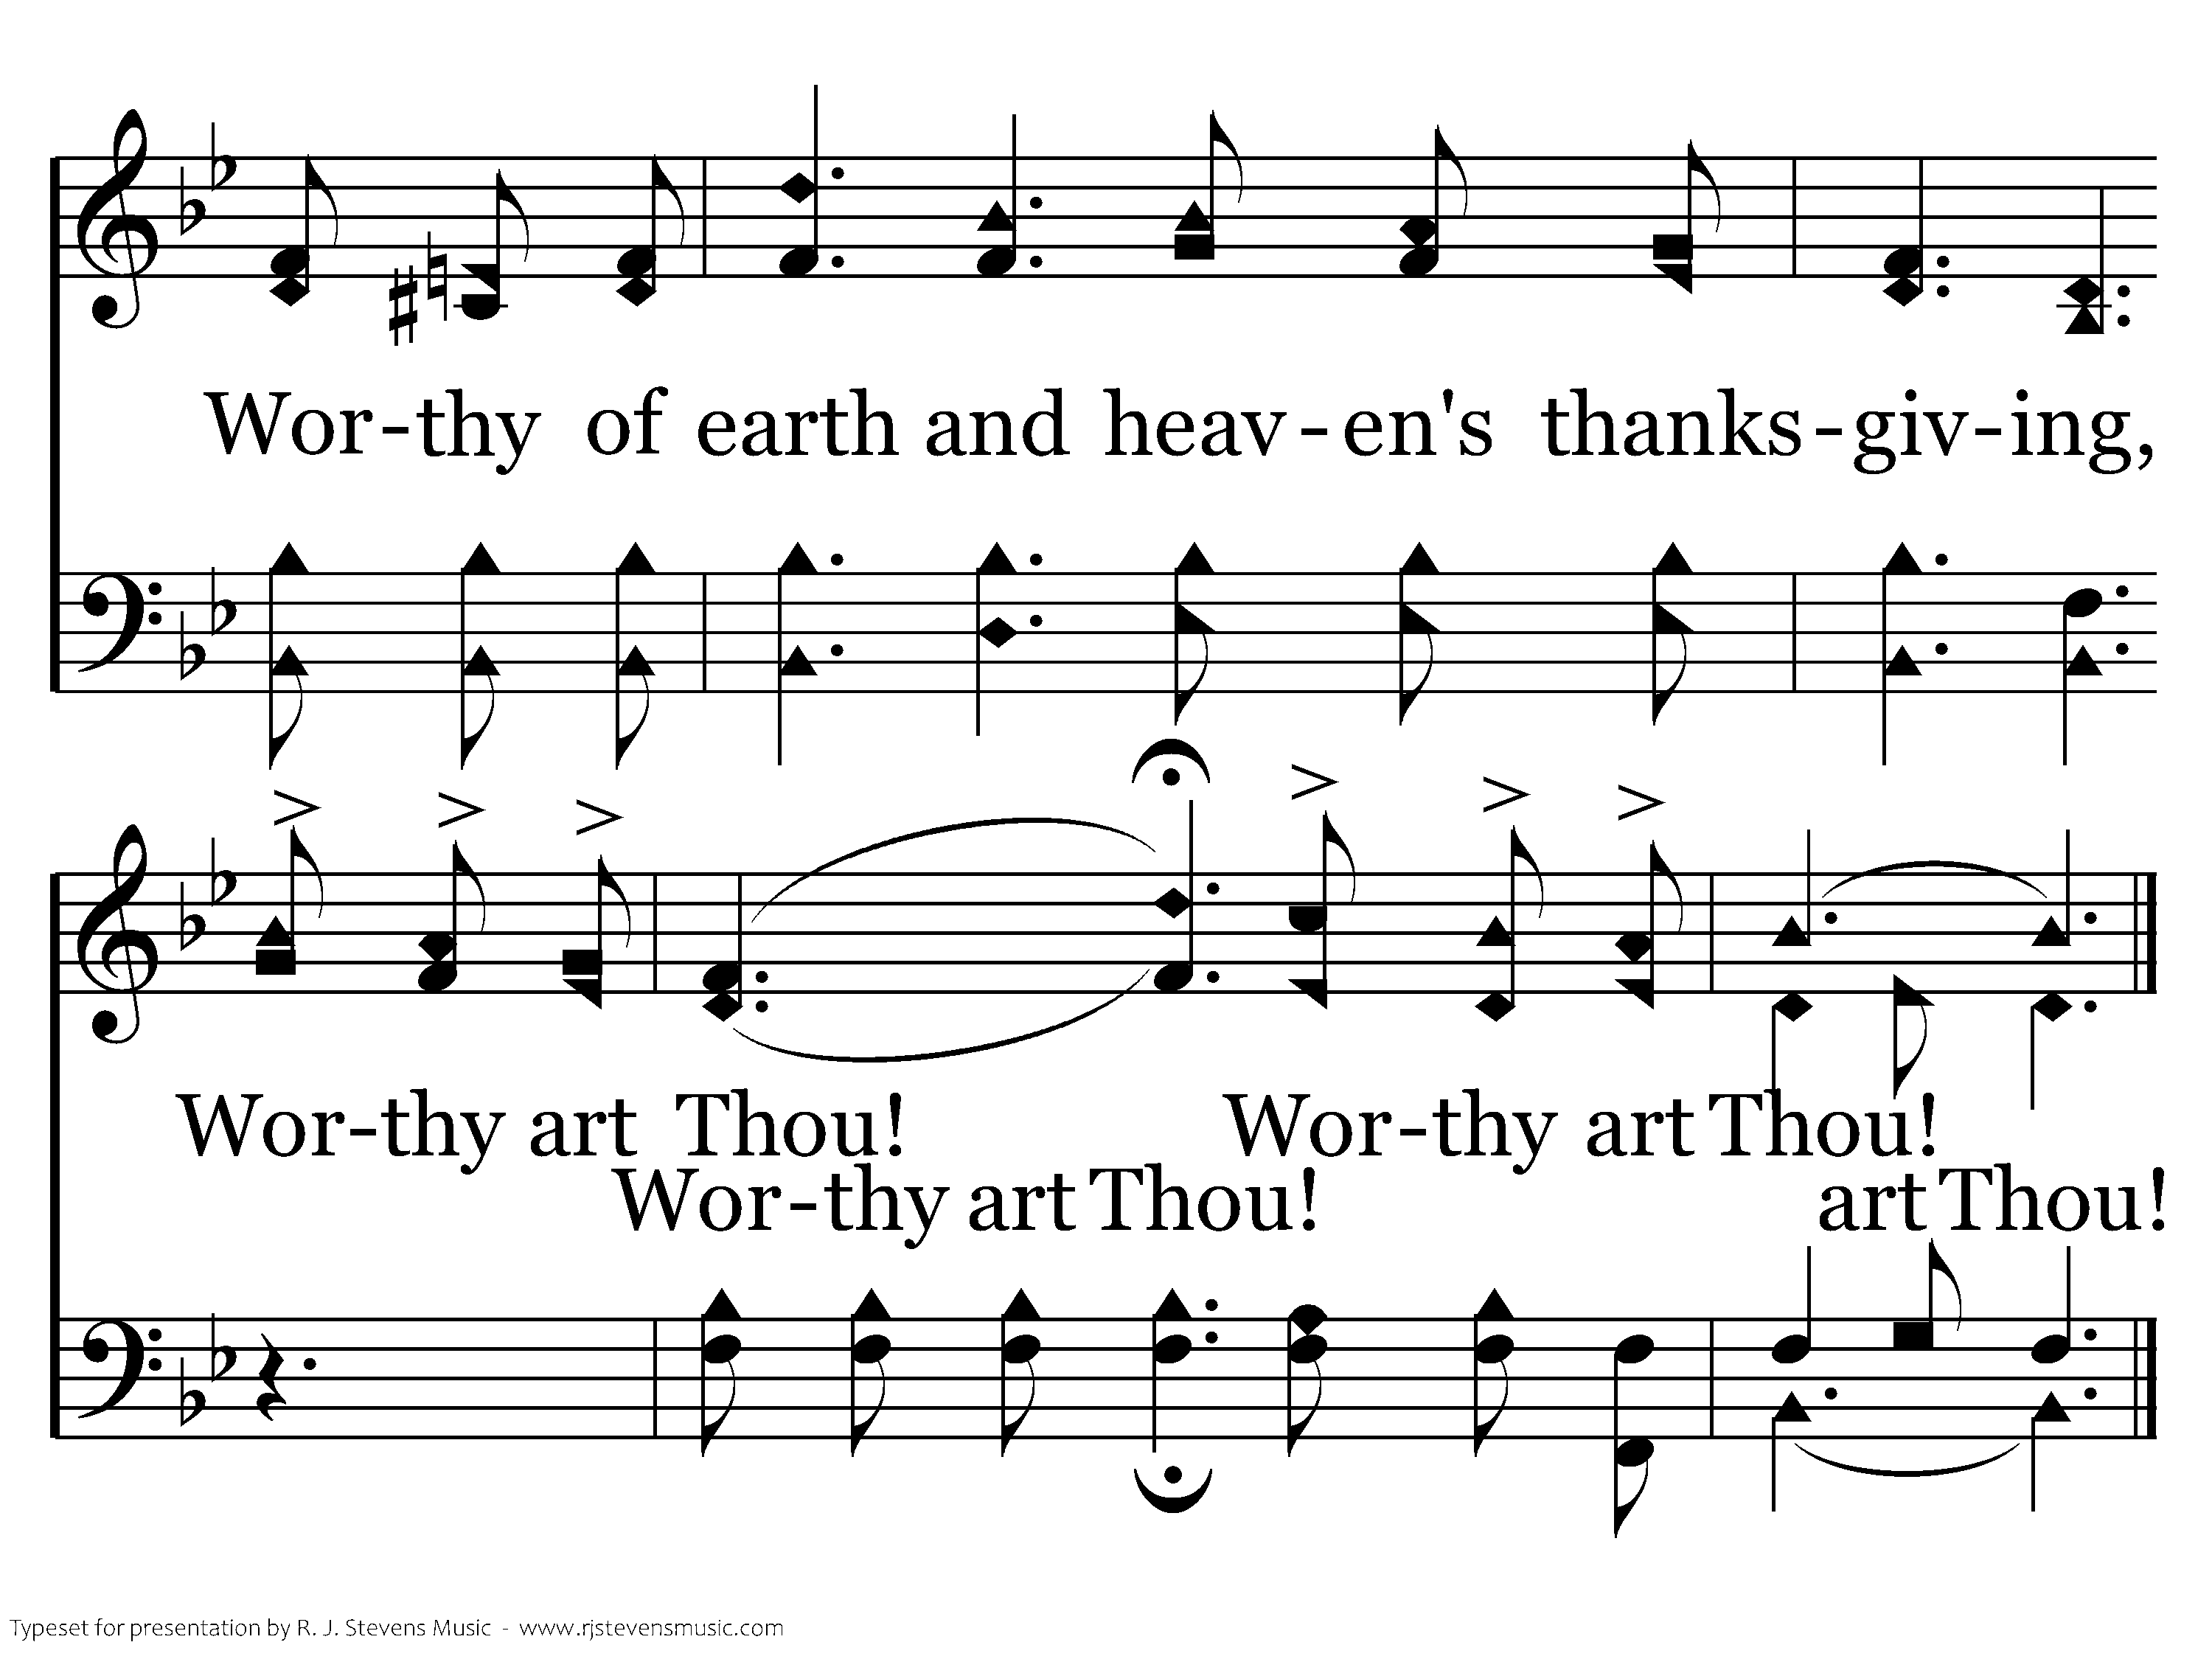 Wor-thy of earth and heav-en's thanks-giv-ing,
Wor-thy art Thou! Wor-thy art Thou!
Wor-thy art Thou! art Thou!
Typeset for presentation by R. J. Stevens Music - www.rjstevensmusic.com